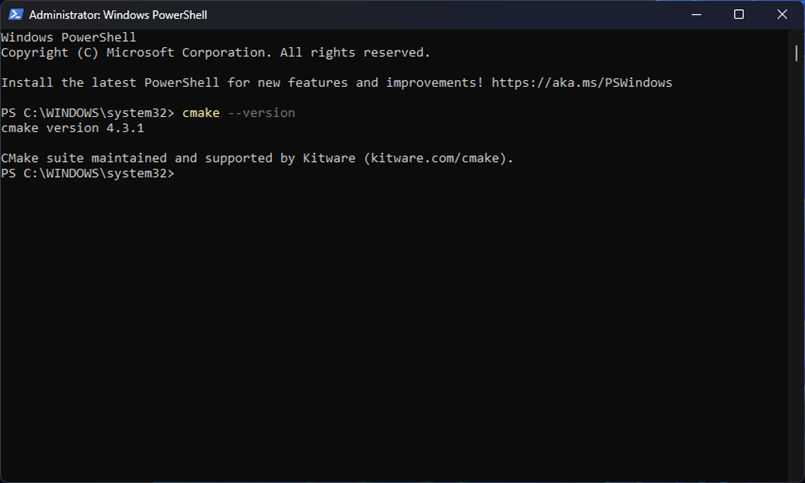 Administrator: Windows PowerShell
Windows PowerShell
Copyright (C) Microsoft Corporation. All rights reserved.
Install the latest PowerShell for new features and improvements! https://aka.ms/PSWindows
PS C:\WINDOWS\system32> cmake --version
cmake version 4.3.1
CMake suite maintained and supported by Kitware (kitware.com/cmake).
PS C:\WINDOWS\system32>